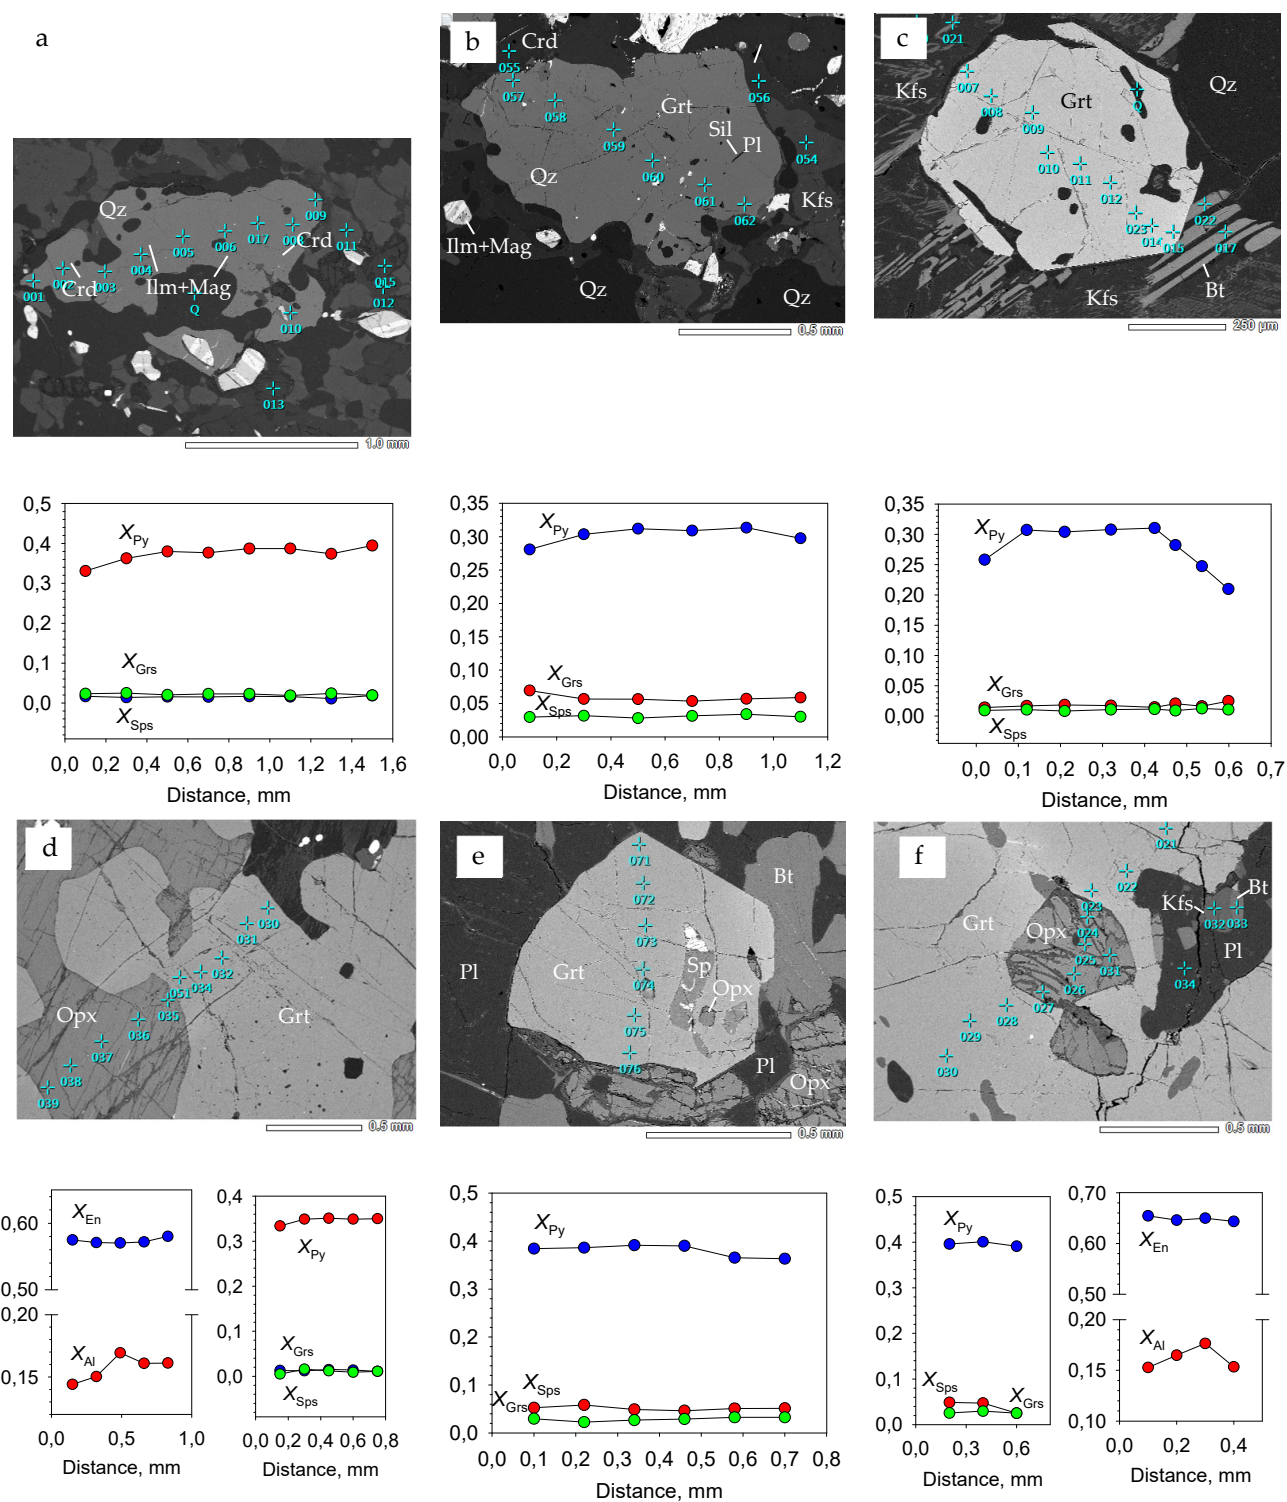 a
Qz
009
017
006
008
005
Crd
011
004
002
003
015
001
Crd
Ilm+Mag
012
Q
010
013
1.0 mm
b
Crd
055
057
056
058
Grt
Sil
059
Pl
054
Qz
060
061
062
Kfs
Ilm+Mag
Qz
Qz
0.5 mm
c
021
007
Kfs
Qz
008
Grt
Q
009
010
011
012
022
023
014
015
017
Kfs
Bt
250 µm
0,5
0,4
0,3
0,2
0,1
0,0
XPy
XGrs
XSps
0,0 0,2 0,4 0,6 0,8 1,0 1,2 1,4 1,6
Distance, mm
0,35
0,30
0,25
0,20
0,15
0,10
0,05
0,00
XPy
XGrs
XSps
0,0 0,2 0,4 0,6 0,8 1,0 1,2
Distance, mm
0,35
0,30
0,25
0,20
0,15
0,10
0,05
0,00
XPy
XGrs
XSps
0,0 0,1 0,2 0,3 0,4 0,5 0,6 0,7
Distance, mm
d
030
031
032
034
051
035
Opx
036
Grt
037
038
039
0.5 mm
e
071
072
Bt
073
Pl
Grt
Sp
074
Opx
075
076
Pl
Opx
0.5 mm
f
021
022
Bt
023
Kfs
Grt
Opx
024
032
033
025
Pl
031
026
034
027
028
029
030
0.5 mm
0,60
0,50
0,20
0,15
XEn
XAl
0,0 0,5 1,0
Distance, mm
0,4
0,3
0,2
0,1
0,0
XPy
XGrs
XSps
0,0 0,2 0,4 0,6 0,8
Distance, mm
0,5
0,4
0,3
0,2
0,1
0,0
XPy
XSps
XGrs
0,0 0,1 0,2 0,3 0,4 0,5 0,6 0,7 0,8
Distance, mm
0,5
0,4
0,3
0,2
0,1
0,0
XPy
XSps
XGrs
0,0 0,3 0,6
Distance, mm
0,70
0,60
0,50
0,20
0,15
0,10
XEn
XAl
0,0 0,2 0,4
Distance, mm